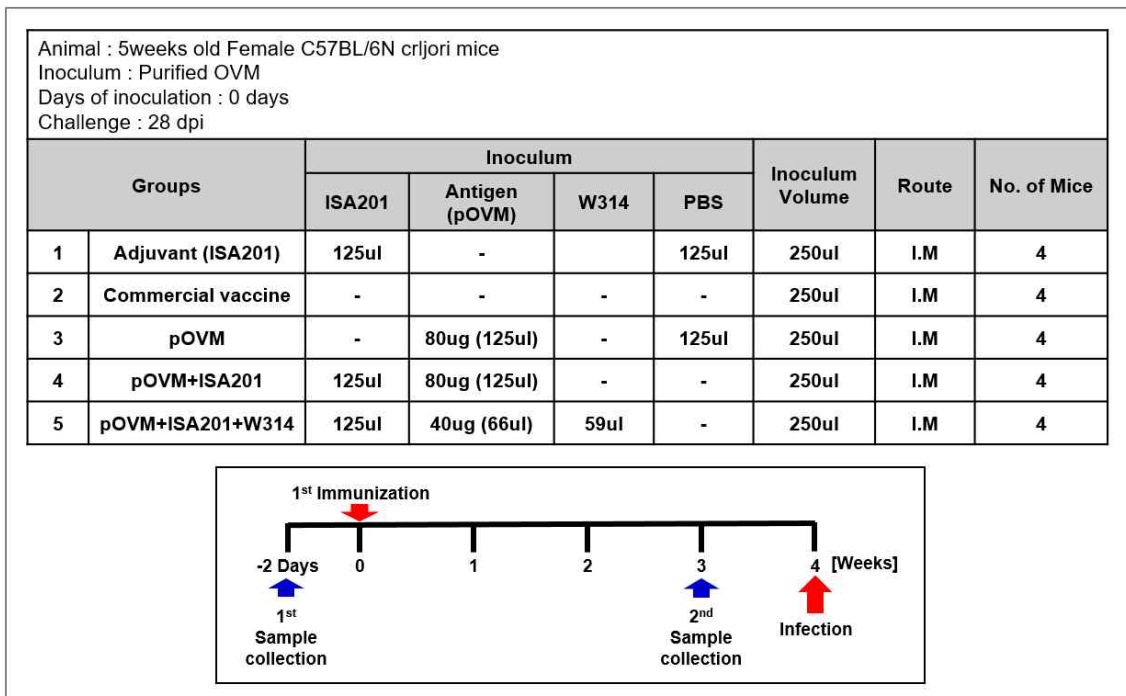 Animal : 5weeks old Female C57BL/6N crljori mice
Inoculum : Purified OVM
Days of inoculation : 0 days
Challenge : 28 dpi
Groups Inoculum Inoculum Volume Route No. of Mice
ISA201 Antigen (pOVM) W314 PBS
1 Adjuvant (ISA201) 125ul - 125ul 250ul I.M 4
2 Commercial vaccine - - - - 250ul I.M 4
3 pOVM - 80ug (125ul) - 125ul 250ul I.M 4
4 pOVM+ISA201 125ul 80ug (125ul) - - 250ul I.M 4
5 pOVM+ISA201+W314 125ul 40ug (66ul) 59ul - 250ul I.M 4
1st Immunization
-2 Days 0 1 2 3 4 [Weeks]
1st Sample collection
2nd Sample collection
Infection